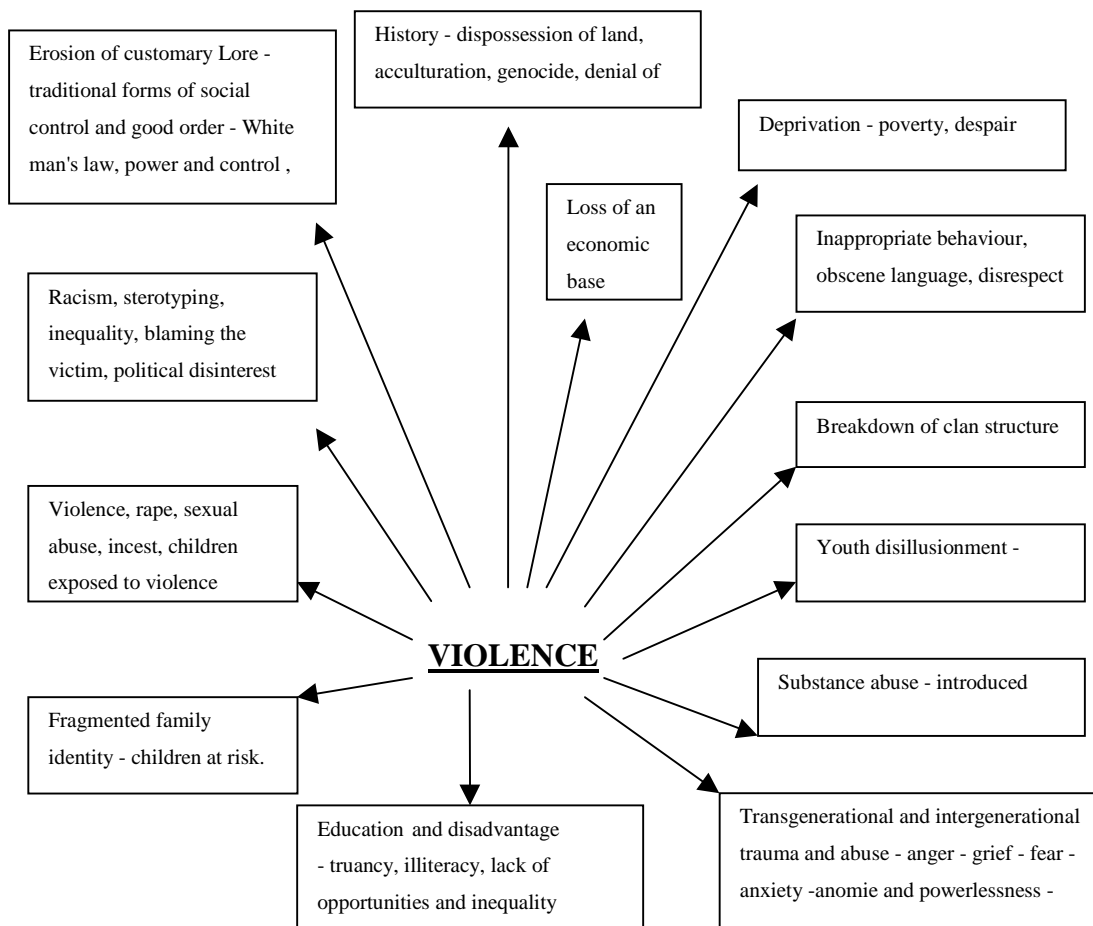 Erosion of customary Lore -
traditional forms of social
control and good order - White
man's law, power and control ,
History - dispossession of land,
acculturation, genocide, denial of
Deprivation - poverty, despair
Loss of an
economic
base
Inappropriate behaviour,
obscene language, disrespect
Racism, sterotyping,
inequality, blaming the
victim, political disinterest
Breakdown of clan structure
Violence, rape, sexual
abuse, incest, children
exposed to violence
Youth disillusionment -
VIOLENCE
Substance abuse - introduced
Fragmented family
identity - children at risk.
Education and disadvantage
- truancy, illiteracy, lack of
opportunities and inequality
Transgenerational and intergenerational
trauma and abuse - anger - grief - fear -
anxiety -anomie and powerlessness -